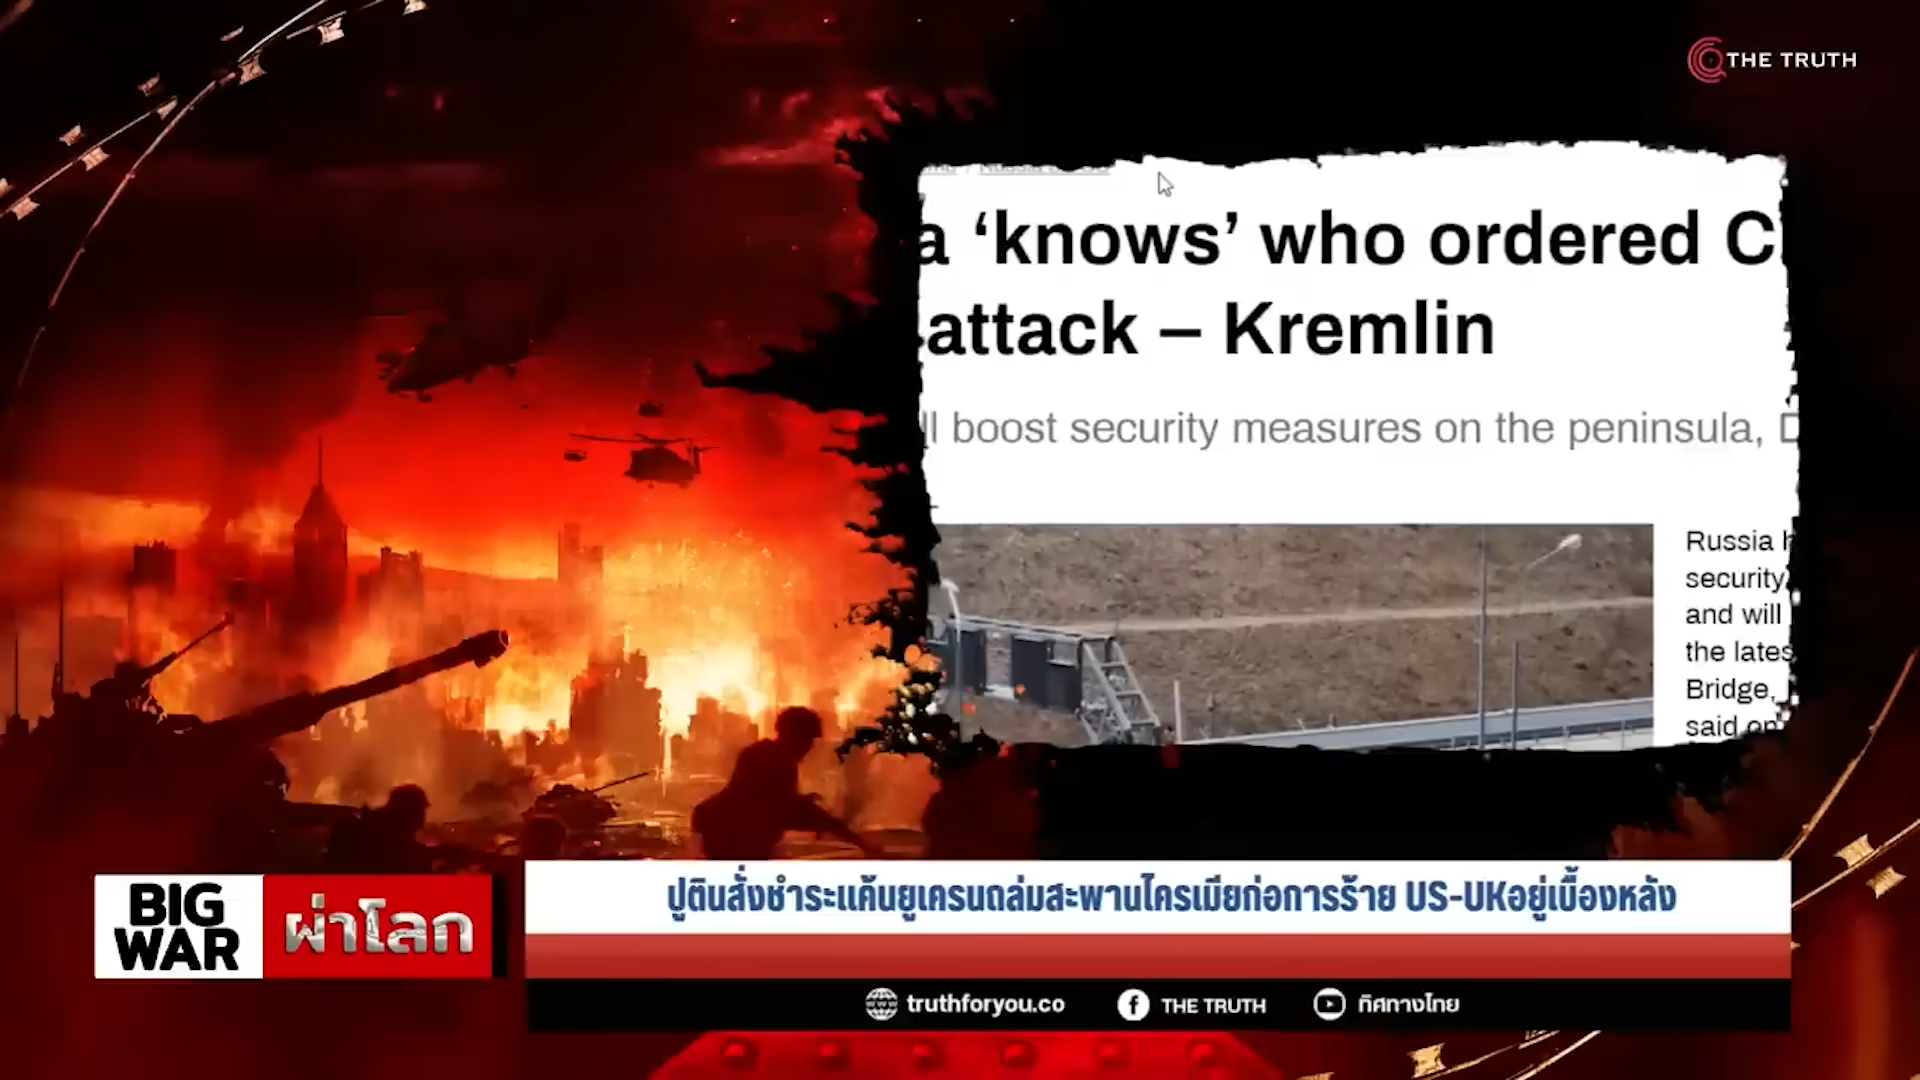 THE TRUTH
a ‘knows’ who ordered C
attack – Kremlin
ll boost security measures on the peninsula, D
Russia h
security
and will
the lates
Bridge,
said on
BIG
WAR
ผ่าโลก
ปูตินสั่งชำระแค้นยูเครนถล่มสะพานไครเมียก่อการร้าย US-UKอยู่เบื้องหลัง
truthforyou.co
THE TRUTH
ทิศทางไทย